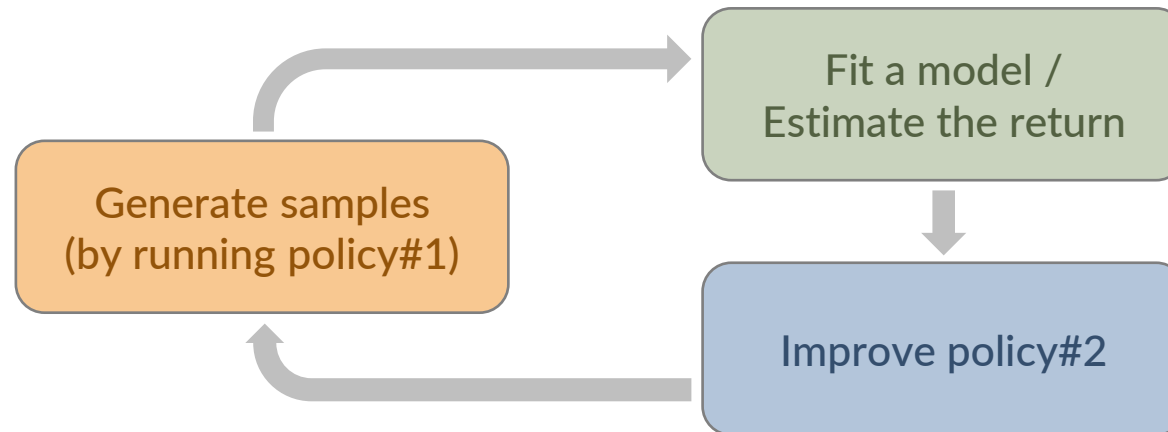 Fit a model /
Estimate the return
Generate samples
(by running policy#1)
Improve policy#2